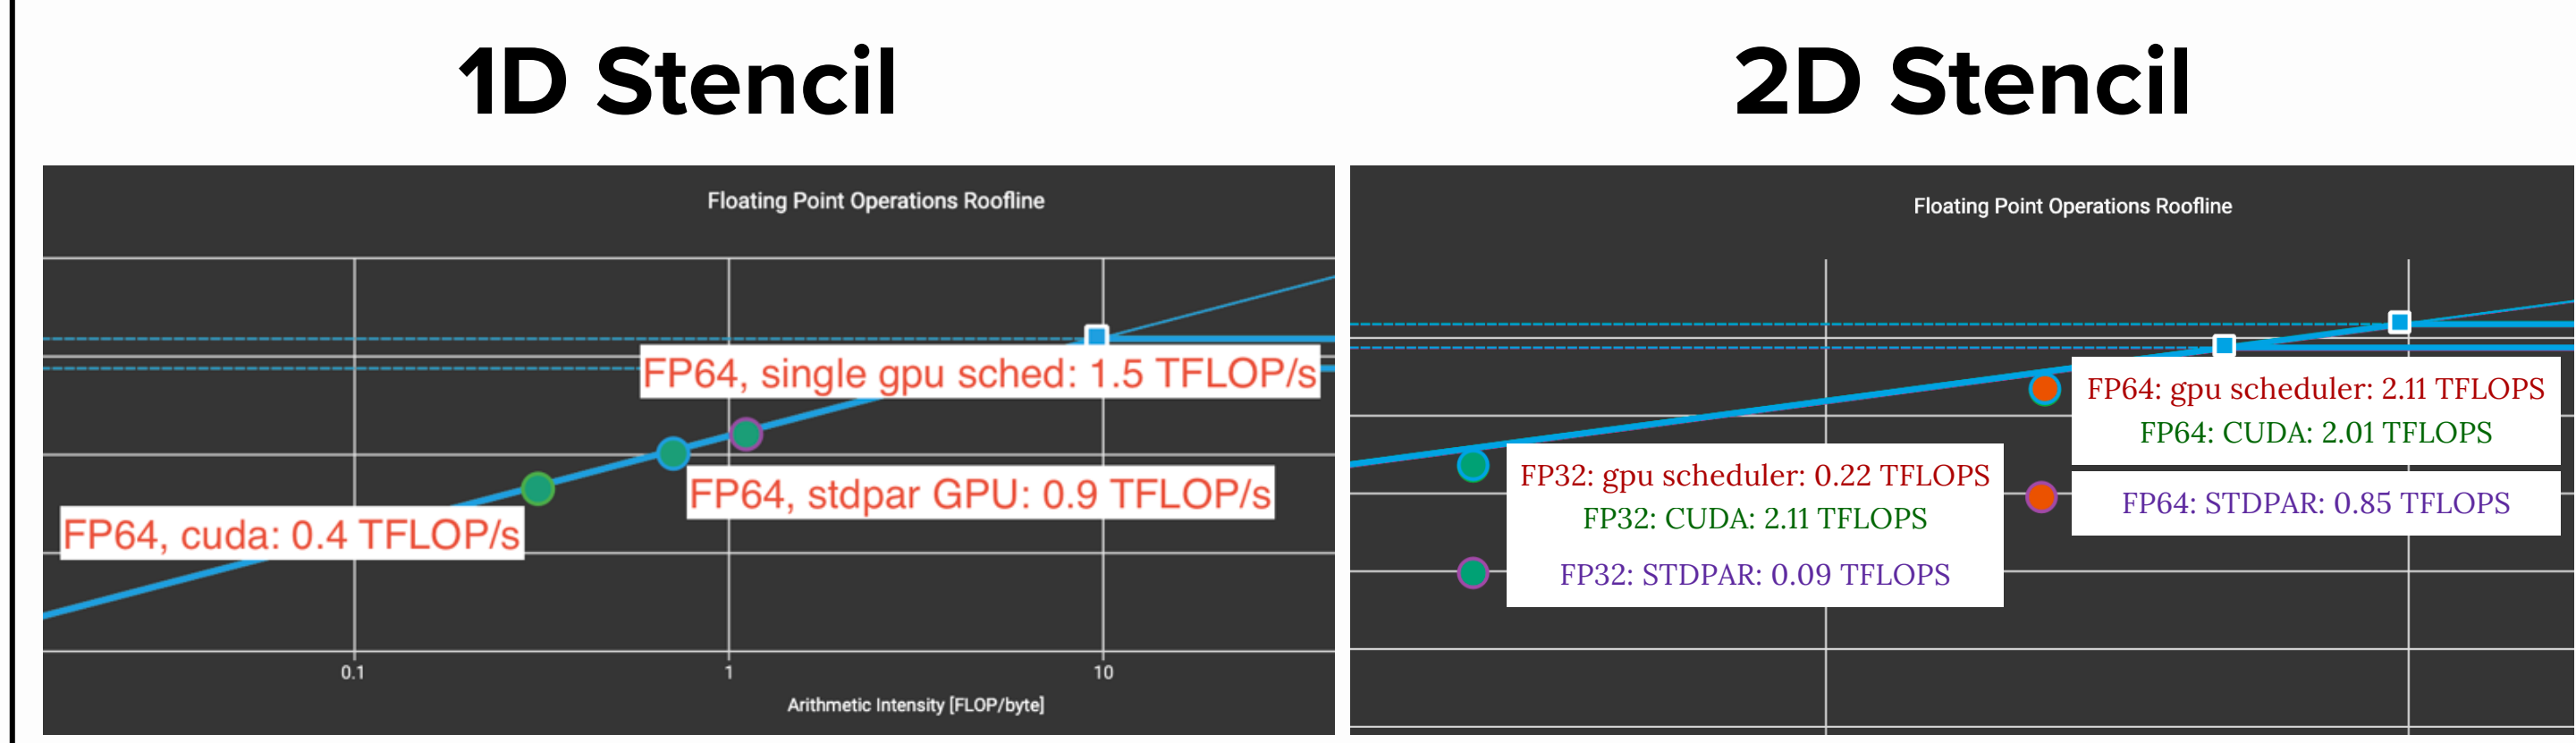 1D Stencil
Floating Point Operations Roofline
FP64, single gpu sched: 1.5 TFLOP/s
FP64, stdpar GPU: 0.9 TFLOP/s
FP64, cuda: 0.4 TFLOP/s
0.1 1 10
Arithmetic Intensity [FLOP/byte]
2D Stencil
Floating Point Operations Roofline
FP64: gpu scheduler: 2.11 TFLOPS
FP64: CUDA: 2.01 TFLOPS
FP32: gpu scheduler: 0.22 TFLOPS
FP32: CUDA: 2.11 TFLOPS
FP64: STDPAR: 0.85 TFLOPS
FP32: STDPAR: 0.09 TFLOPS